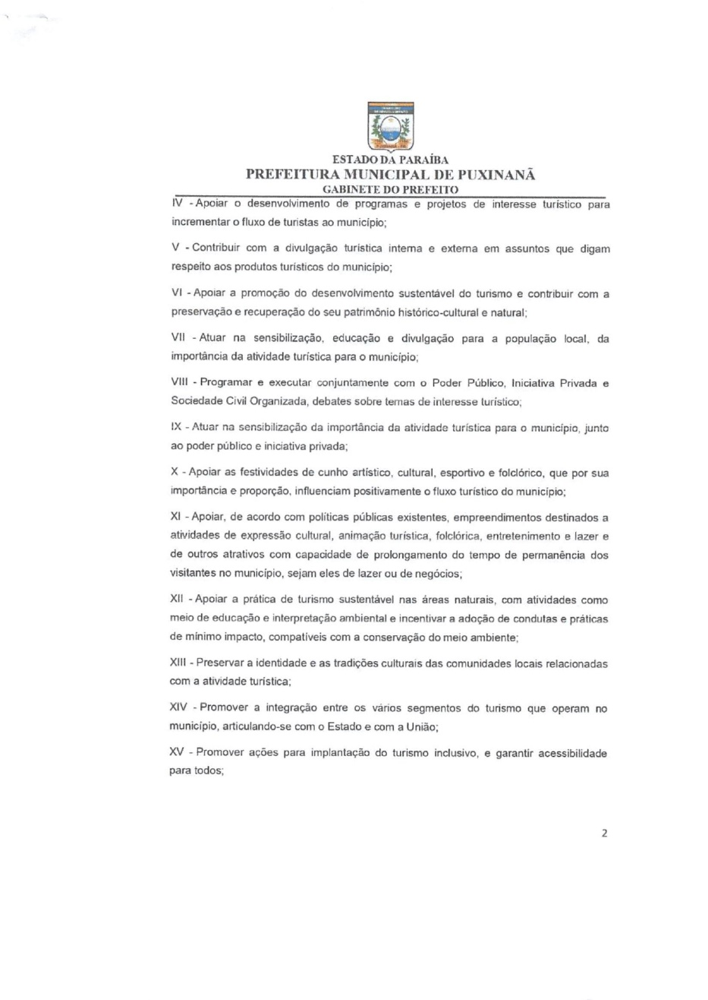 ESTADO DA PARAÍBA
PREFEITURA MUNICIPAL DE PUXINANÃ
GABINETE DO PREFEITO
IV - Apoiar o desenvolvimento de programas e projetos de interesse turístico para
incrementar o fluxo de turistas ao município;
V - Contribuir com a divulgação turística interna e externa em assuntos que digam
respeito aos produtos turísticos do município;
VI - Apoiar a promoção do desenvolvimento sustentável do turismo e contribuir com a
preservação e recuperação do seu patrimônio histórico-cultural e natural;
VII - Atuar na sensibilização, educação e divulgação para a população local, da
importância da atividade turística para o município;
VIII - Programar e executar conjuntamente com o Poder Público, Iniciativa Privada e
Sociedade Civil Organizada, debates sobre temas de interesse turístico;
IX - Atuar na sensibilização da importância da atividade turística para o município, junto
ao poder público e iniciativa privada;
X - Apoiar as festividades de cunho artístico, cultural, esportivo e folclórico, que por sua
importância e proporção, influenciam positivamente o fluxo turístico do município;
XI - Apoiar, de acordo com políticas públicas existentes, empreendimentos destinados a
atividades de expressão cultural, animação turística, folclórica, entretenimento e lazer e
de outros atrativos com capacidade de prolongamento do tempo de permanência dos
visitantes no município, sejam eles de lazer ou de negócios;
XII - Apoiar a prática de turismo sustentável nas áreas naturais, com atividades como
meio de educação e interpretação ambiental e incentivar a adoção de condutas e práticas
de mínimo impacto, compatíveis com a conservação do meio ambiente;
XIII - Preservar a identidade e as tradições culturais das comunidades locais relacionadas
com a atividade turística;
XIV - Promover a integração entre os vários segmentos do turismo que operam no
município, articulando-se com o Estado e com a União;
XV - Promover ações para implantação do turismo inclusivo, e garantir acessibilidade
para todos;
2